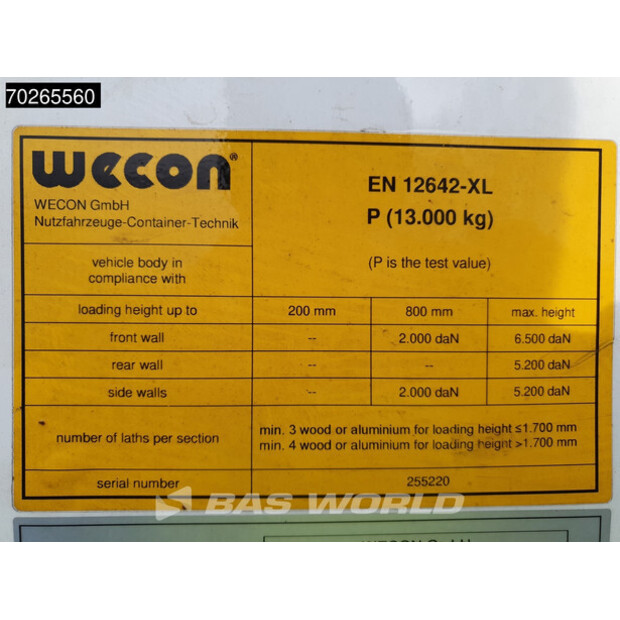 70265560
wecon®
WECON GmbH
Nutzfahrzeuge-Container-Technik
EN 12642-XL
P (13.000 kg)
vehicle body in
compliance with
(P is the test value)
loading height up to 200 mm 800 mm max. height
front wall -- 2.000 daN 6.500 daN
rear wall -- -- 5.200 daN
side walls -- 2.000 daN 5.200 daN
number of laths per section
min. 3 wood or aluminium for loading height ≤1.700 mm
min. 4 wood or aluminium for loading height >1.700 mm
serial number 255220
BAS WORLD